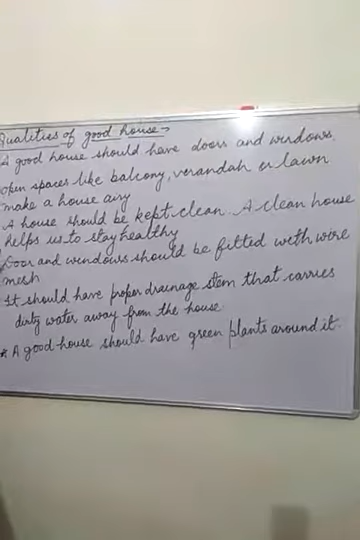 Qualities of good house →
A good house should have doors and windows.
open spaces like balcony, verandah or lawn
make a house airy
A house should be kept clean. A clean house
helps us to stay healthy
Door and windows should be fitted with wire
mesh
It should have proper drainage stem that carries
dirty water away from the house
* A good house should have green plants around it.